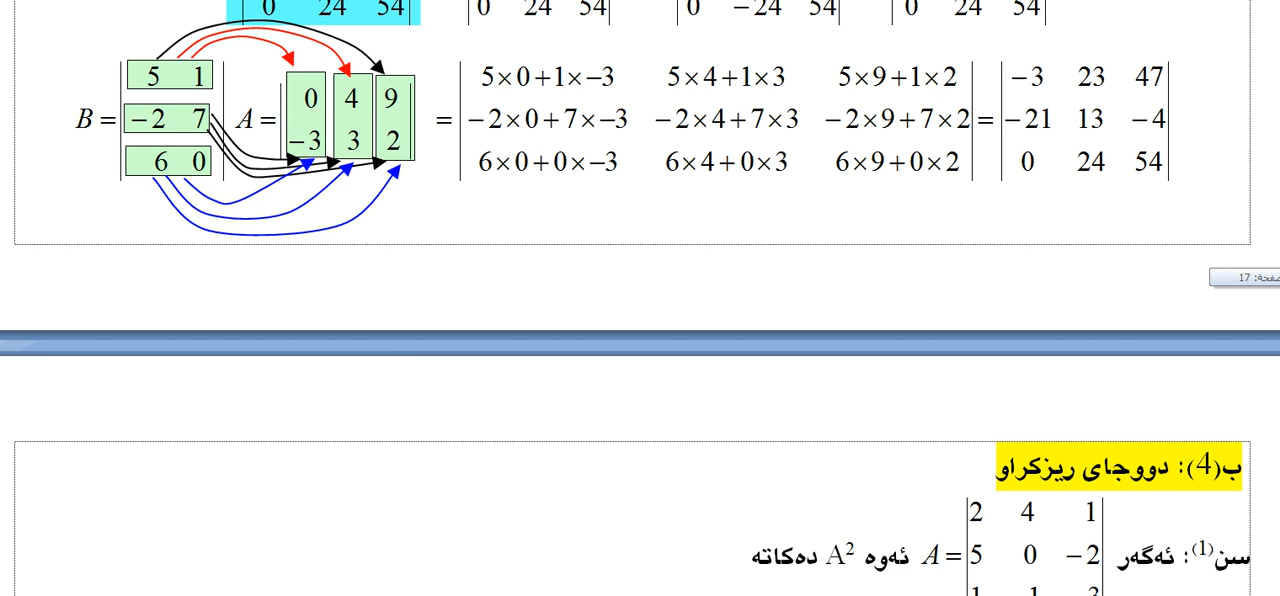 0 24 54 0 24 54 0 −24 54 0 24 54
B = 5 1 A = 0 4 9 = 5×0+1×−3 5×4+1×3 5×9+1×2 = −3 23 47
−2 7 −3 3 2 −2×0+7×−3 −2×4+7×3 −2×9+7×2 −21 13 −4
6 0 6×0+0×−3 6×4+0×3 6×9+0×2 0 24 54
صفحة: 17
ب(4): دووجای ریزکراو
2 4 1
سن(1): ئەگەر A = 5 0 −2 ئەوە A² دەکاتە